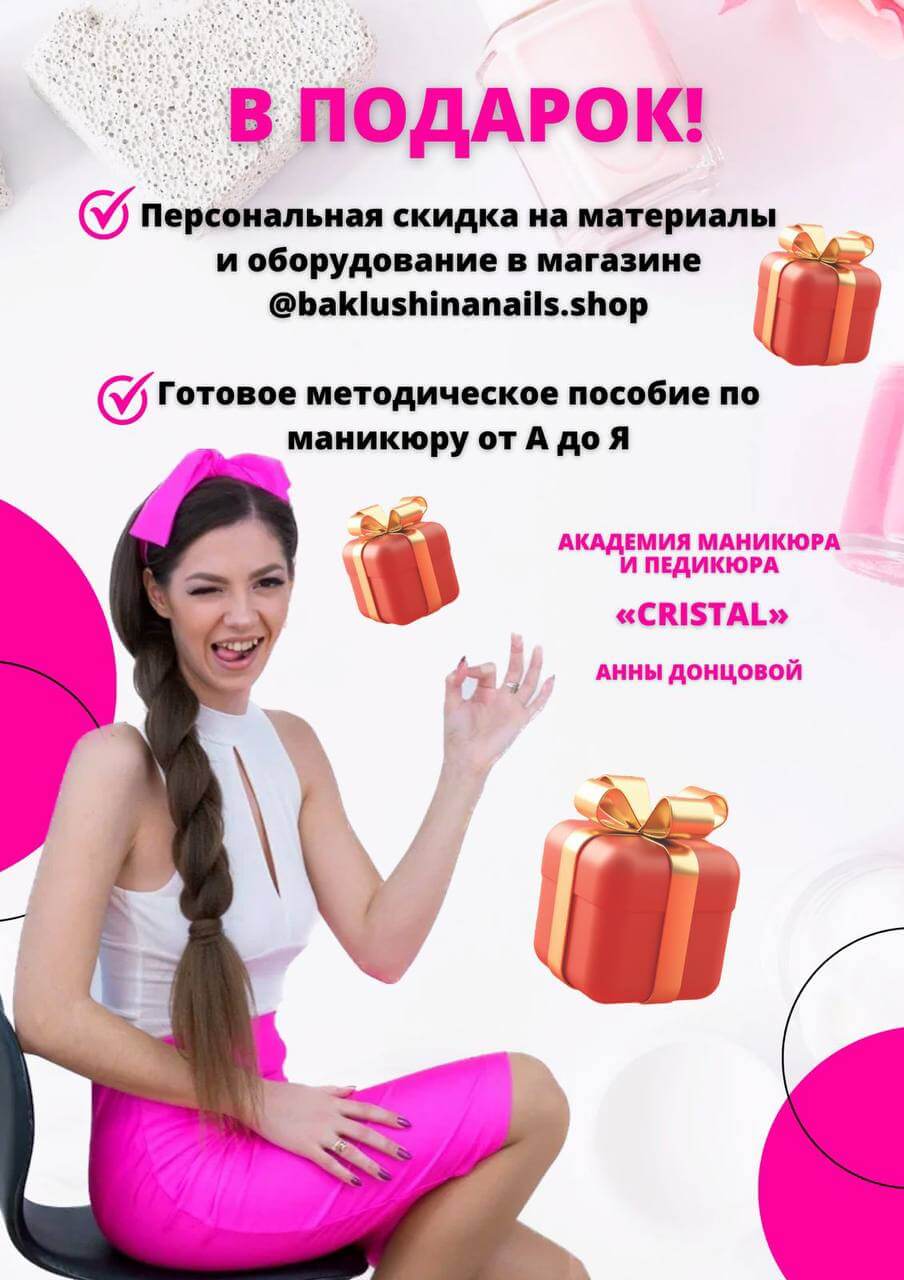 В ПОДАРОК!
Персональная скидка на материалы
и оборудование в магазине
@baklushinanails.shop
Готовое методическое пособие по
маникюру от А до Я
АКАДЕМИЯ МАНИКЮРА
И ПЕДИКЮРА
«CRISTAL»
АННЫ ДОНЦОВОЙ